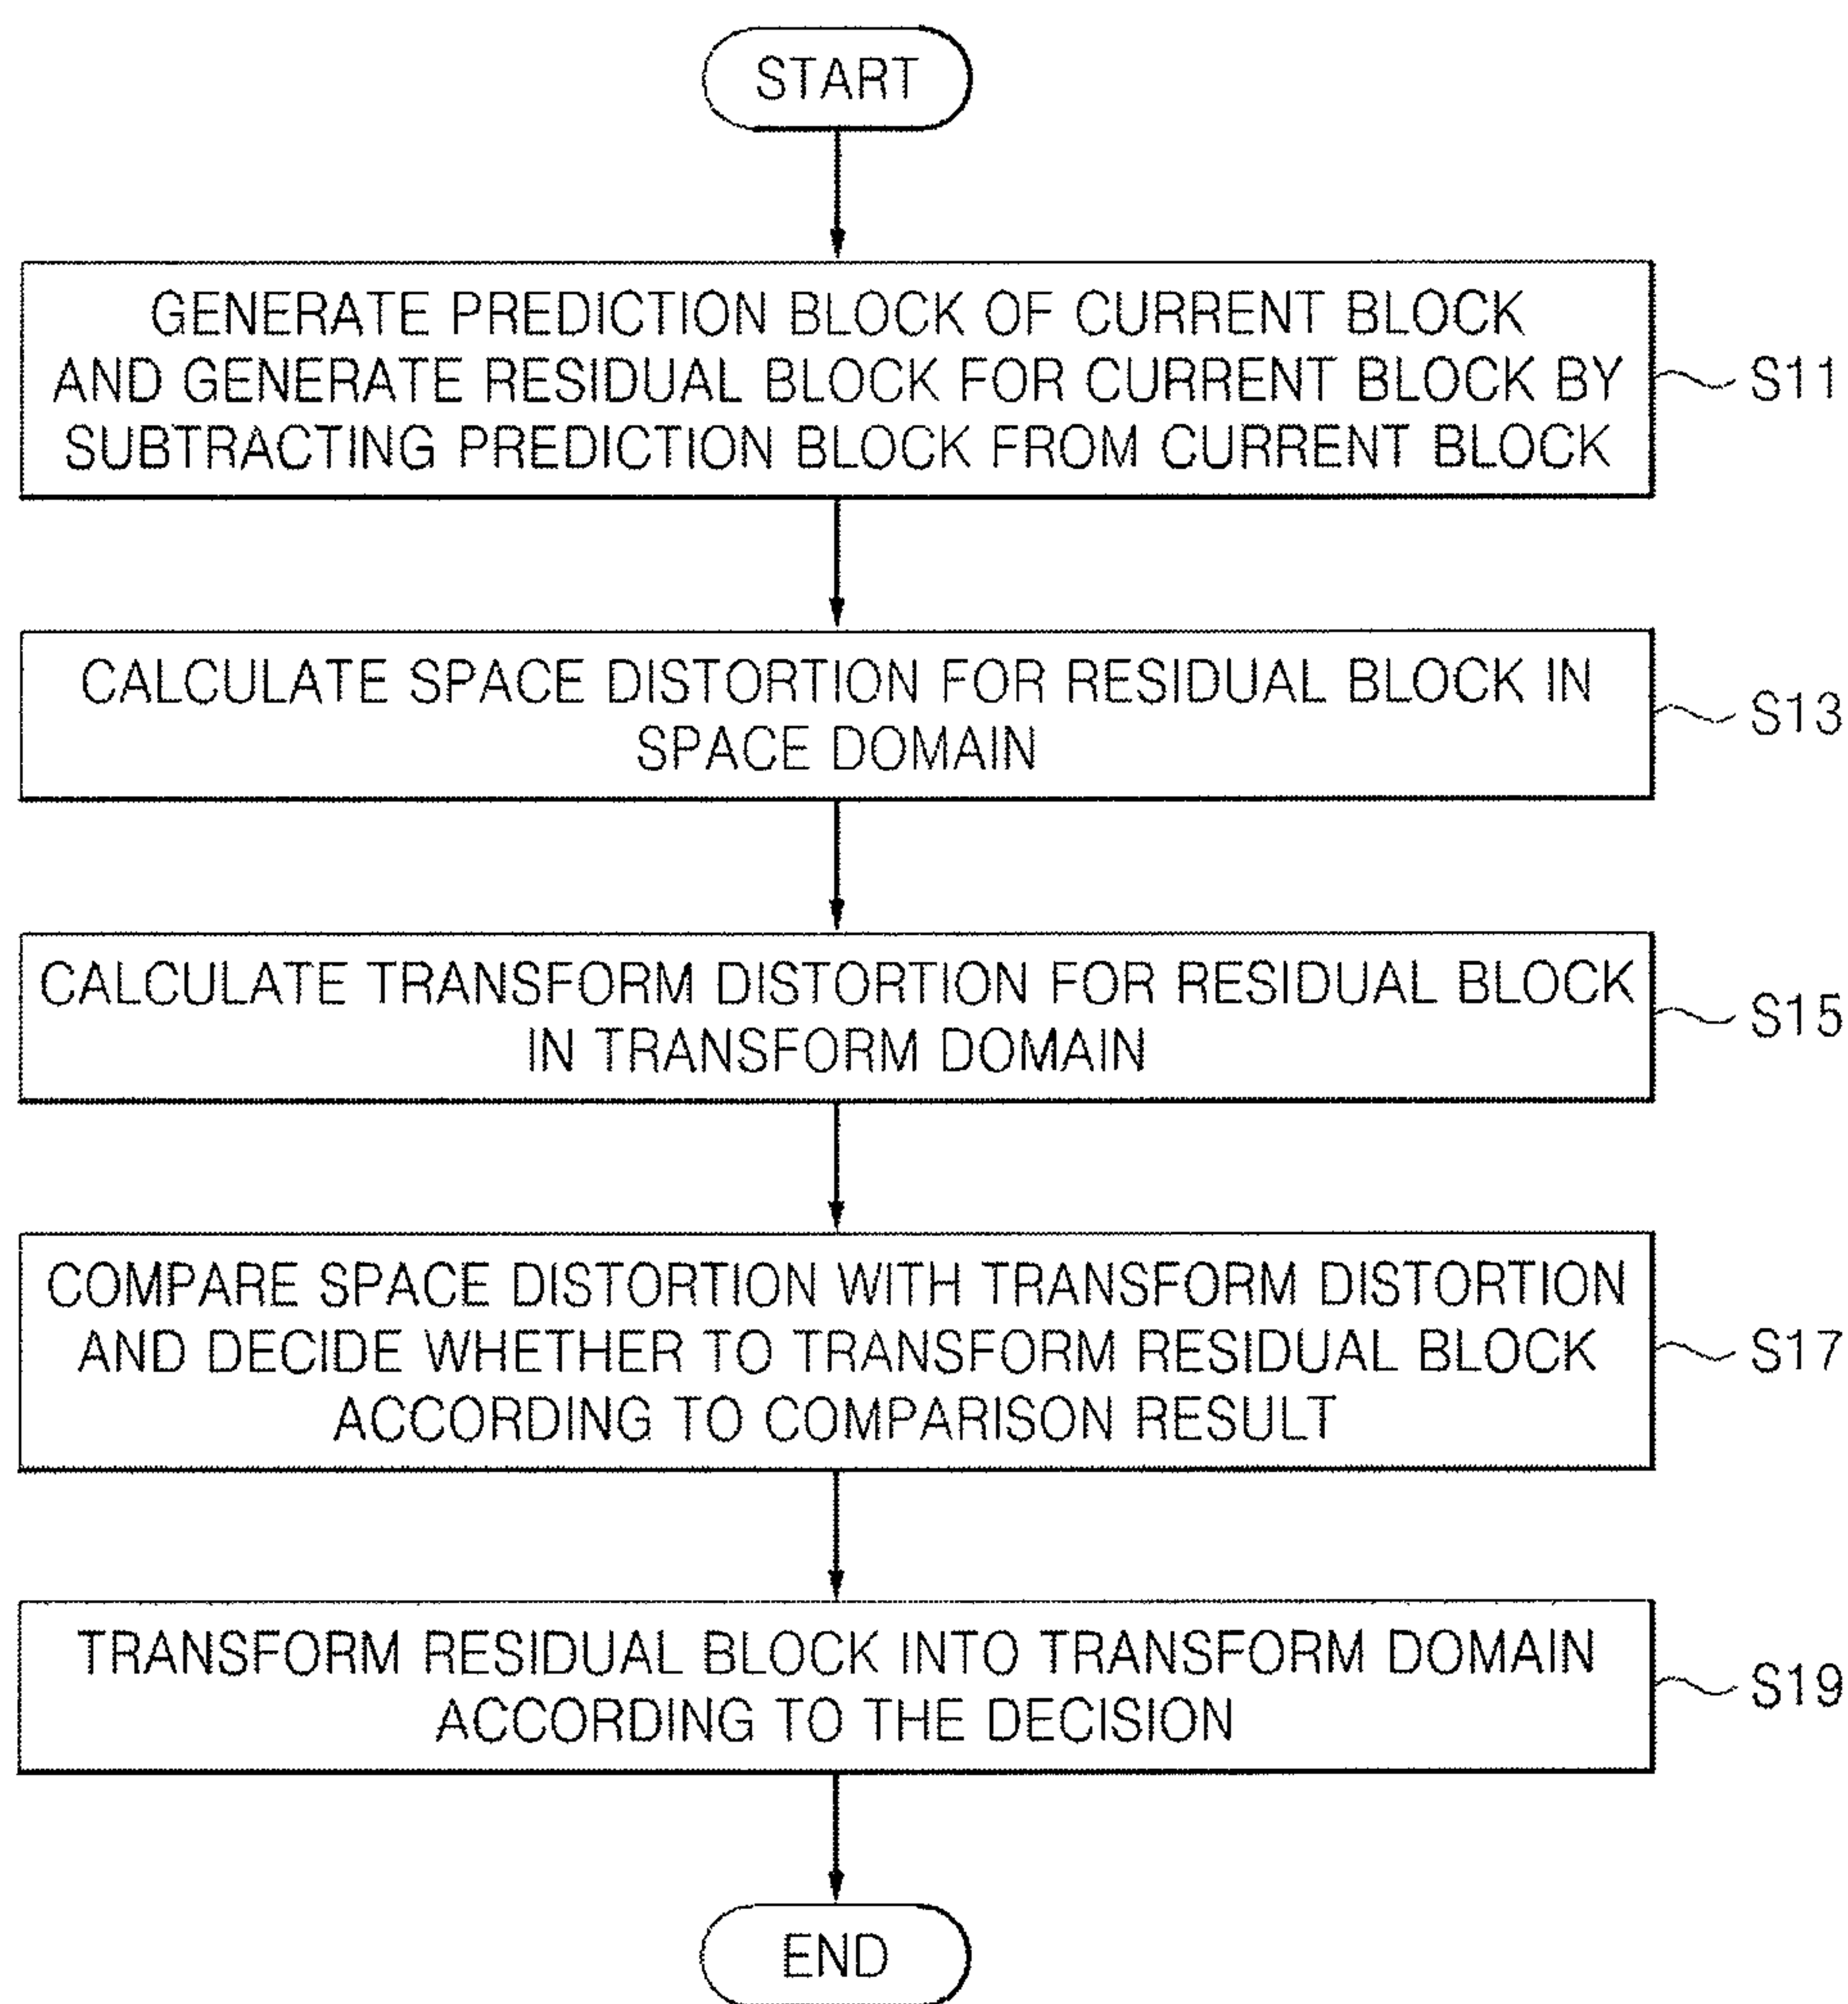 START
GENERATE PREDICTION BLOCK OF CURRENT BLOCK
AND GENERATE RESIDUAL BLOCK FOR CURRENT BLOCK BY
SUBTRACTING PREDICTION BLOCK FROM CURRENT BLOCK
S11
CALCULATE SPACE DISTORTION FOR RESIDUAL BLOCK IN
SPACE DOMAIN
S13
CALCULATE TRANSFORM DISTORTION FOR RESIDUAL BLOCK
IN TRANSFORM DOMAIN
S15
COMPARE SPACE DISTORTION WITH TRANSFORM DISTORTION
AND DECIDE WHETHER TO TRANSFORM RESIDUAL BLOCK
ACCORDING TO COMPARISON RESULT
S17
TRANSFORM RESIDUAL BLOCK INTO TRANSFORM DOMAIN
ACCORDING TO THE DECISION
S19
END